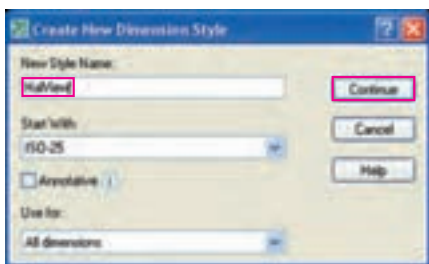 Create New Dimension Style
New Style Name:
HalfView
Continue
Start With:
ISO-25
Cancel
Annotative
Help
Use for:
All dimensions